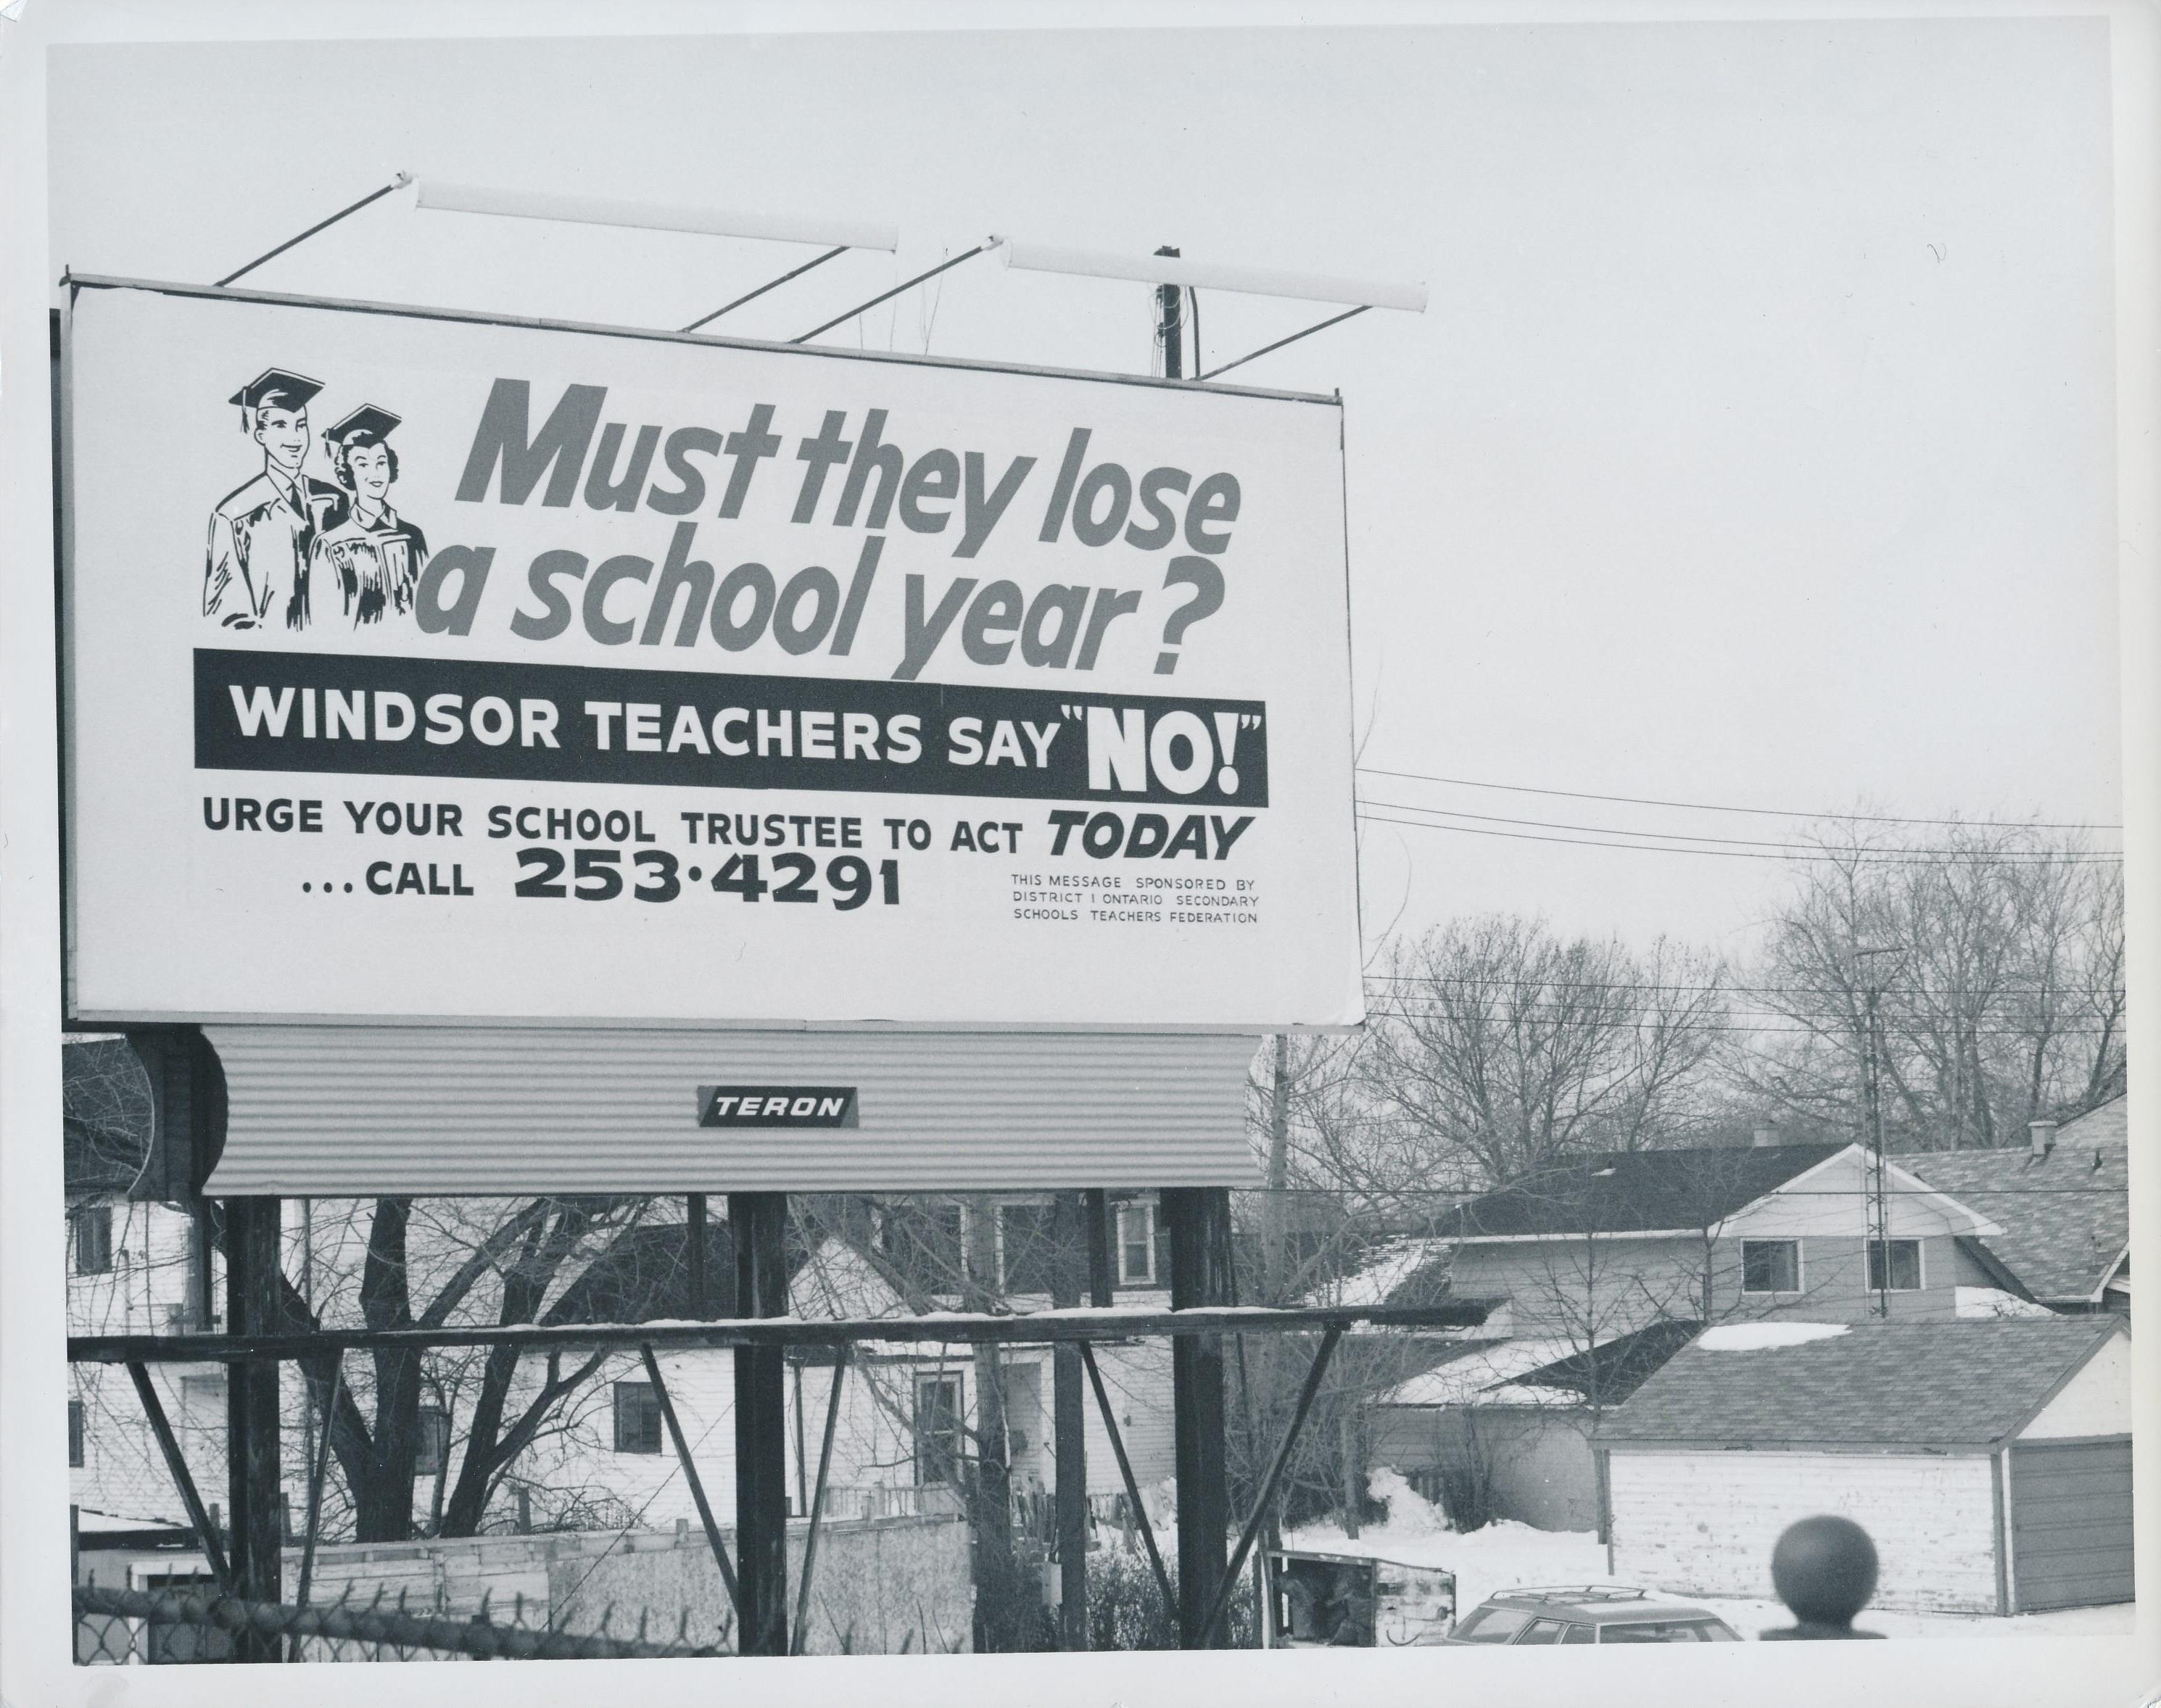 Must they lose
a school year?
WINDSOR TEACHERS SAY "NO!"
URGE YOUR SCHOOL TRUSTEE TO ACT TODAY
...CALL 253·4291
THIS MESSAGE SPONSORED BY
DISTRICT 1 ONTARIO SECONDARY
SCHOOLS TEACHERS FEDERATION
TERON